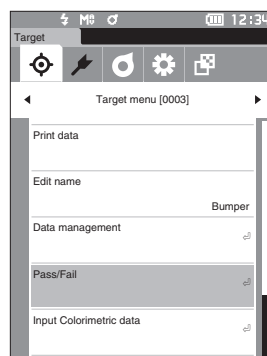 12:34
Target
Target menu [0003]
Print data
Edit name
Bumper
Data management
Pass/Fail
Input Colorimetric data